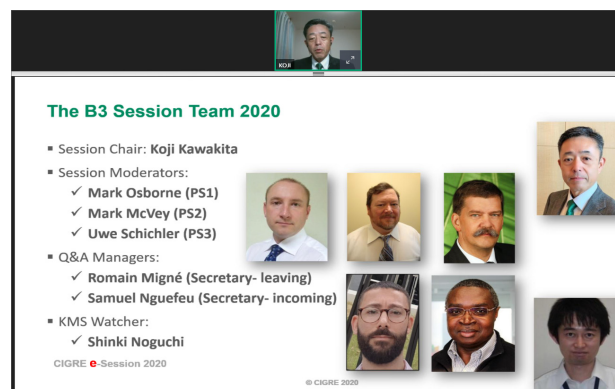 KOJI
The B3 Session Team 2020
▪ Session Chair: Koji Kawakita
▪ Session Moderators:
✓ Mark Osborne (PS1)
✓ Mark McVey (PS2)
✓ Uwe Schichler (PS3)
▪ Q&A Managers:
✓ Romain Migné (Secretary- leaving)
✓ Samuel Nguefeu (Secretary- incoming)
▪ KMS Watcher:
✓ Shinki Noguchi
CIGRE e-Session 2020
© CIGRE 2020